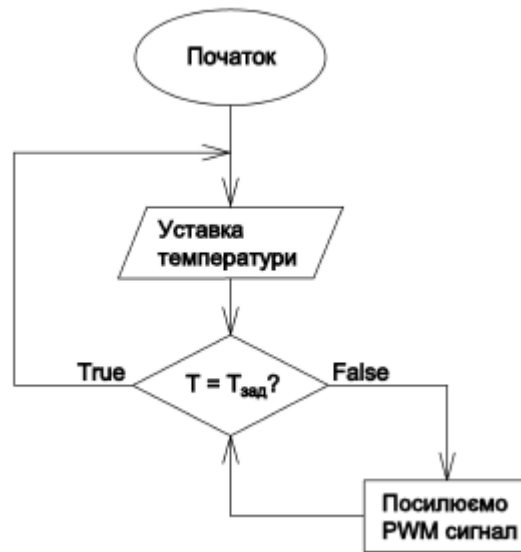 Початок
Уставка
температури
True
T = Tзад?
False
Посилюємо
PWM сигнал